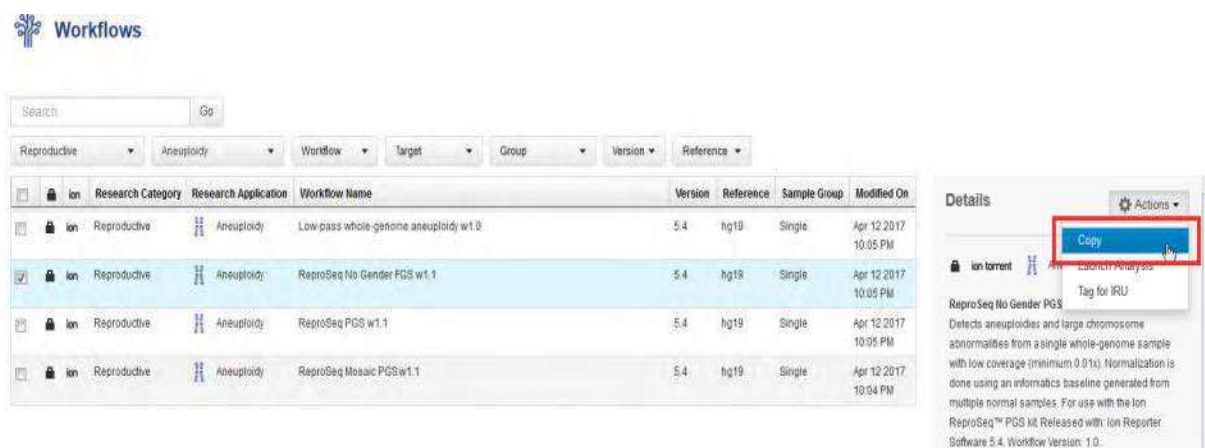 Workflows
Search Go
Reproductive Aneuploidy Workflow Target Group Version Reference
ion Research Category Research Application Workflow Name Version Reference Sample Group Modified On
ion Reproductive Aneuploidy Low-pass whole-genome aneuploidy w1.0 5.4 hg19 Single Apr 12 2017
10:05 PM
ion Reproductive Aneuploidy ReproSeq No Gender PGS w1.1 5.4 hg19 Single Apr 12 2017
10:05 PM
ion Reproductive Aneuploidy ReproSeq PGS w1.1 5.4 hg19 Single Apr 12 2017
10:05 PM
ion Reproductive Aneuploidy ReproSeq Mosaic PGS w1.1 5.4 hg19 Single Apr 12 2017
10:04 PM
Details Actions
Copy
ion torrent Launch Analysis
Tag for IRU
ReproSeq No Gender PGS
Detects aneuploidies and large chromosome
abnormalities from a single whole-genome sample
with low coverage (minimum 0.01x). Normalization is
done using an informatics baseline generated from
multiple normal samples. For use with the Ion
ReproSeq™ PGS kit Released with: Ion Reporter
Software 5.4. Workflow Version: 1.0.